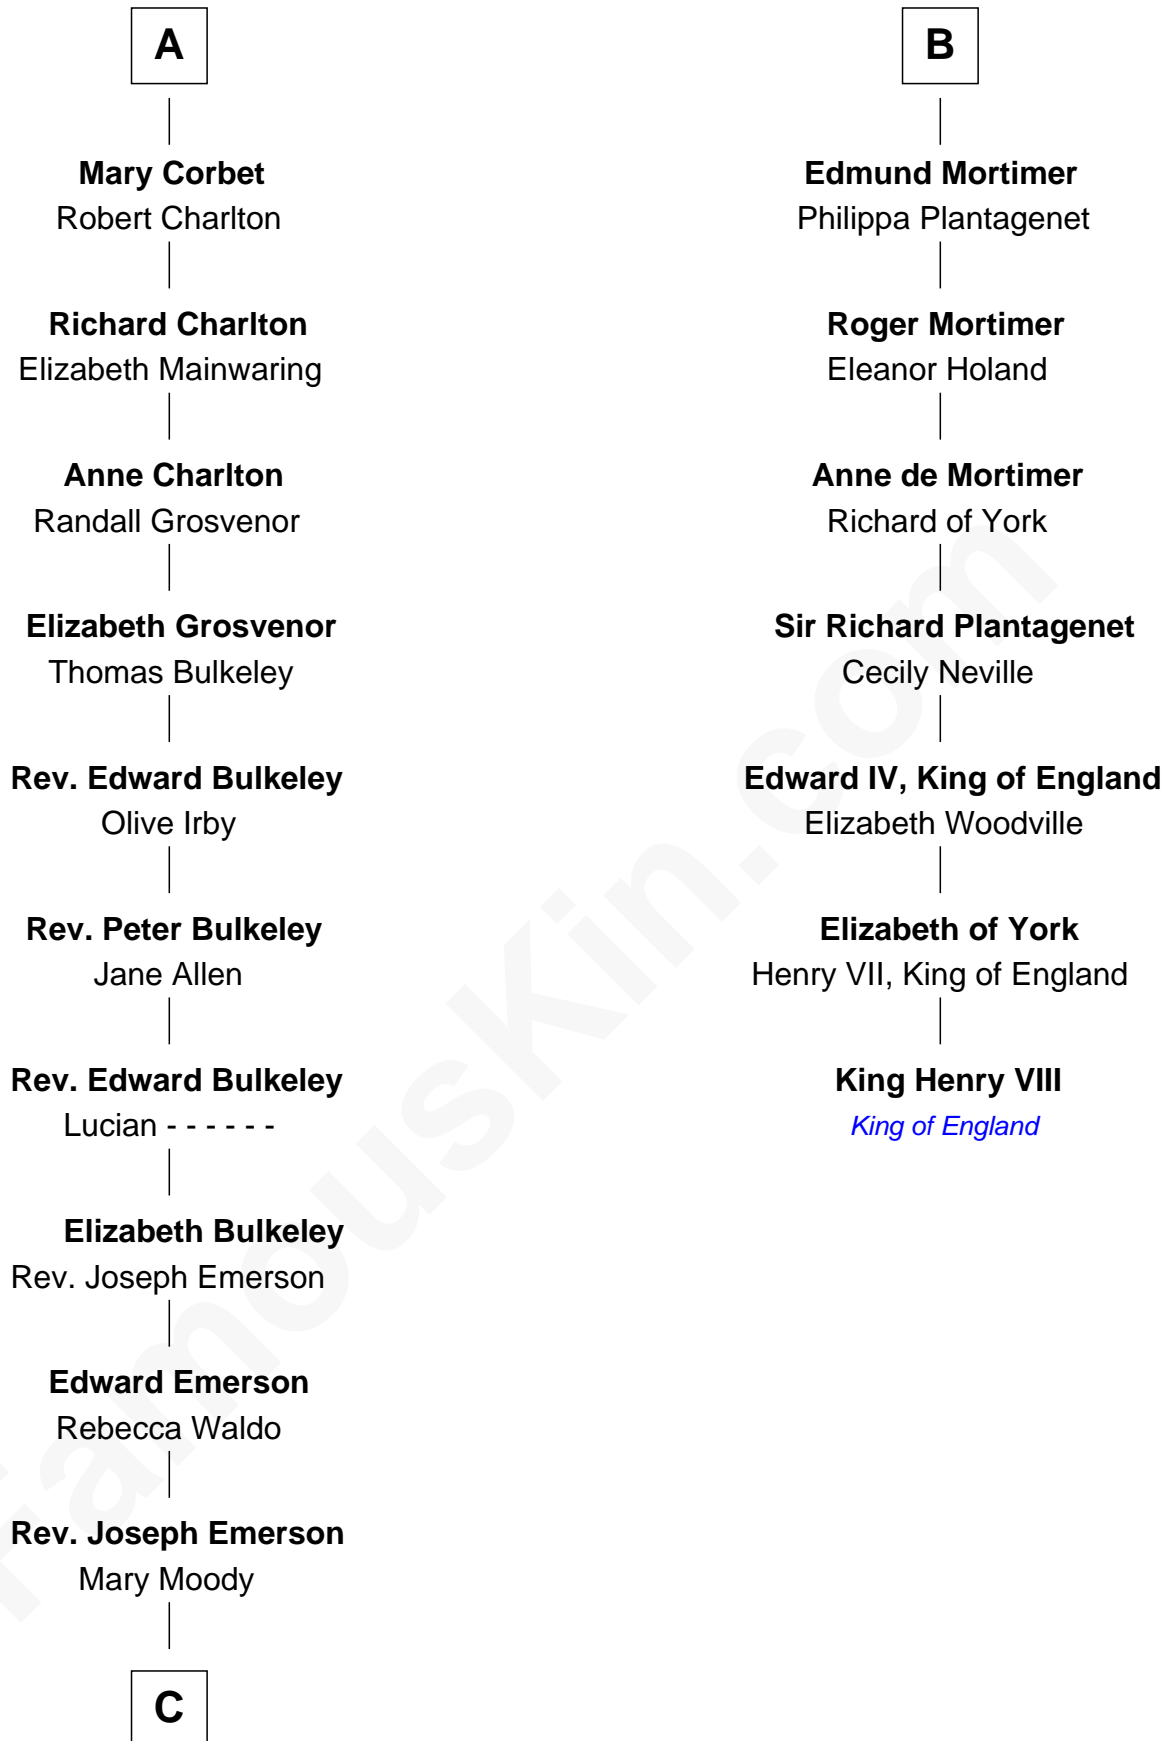 A
Mary Corbet
Robert Charlton
Richard Charlton
Elizabeth Mainwaring
Anne Charlton
Randall Grosvenor
Elizabeth Grosvenor
Thomas Bulkeley
Rev. Edward Bulkeley
Olive Irby
Rev. Peter Bulkeley
Jane Allen
Rev. Edward Bulkeley
Lucian - - - - - -
Elizabeth Bulkeley
Rev. Joseph Emerson
Edward Emerson
Rebecca Waldo
Rev. Joseph Emerson
Mary Moody
C
B
Edmund Mortimer
Philippa Plantagenet
Roger Mortimer
Eleanor Holand
Anne de Mortimer
Richard of York
Sir Richard Plantagenet
Cecily Neville
Edward IV, King of England
Elizabeth Woodville
Elizabeth of York
Henry VII, King of England
King Henry VIII
King of England
FamousKin.com